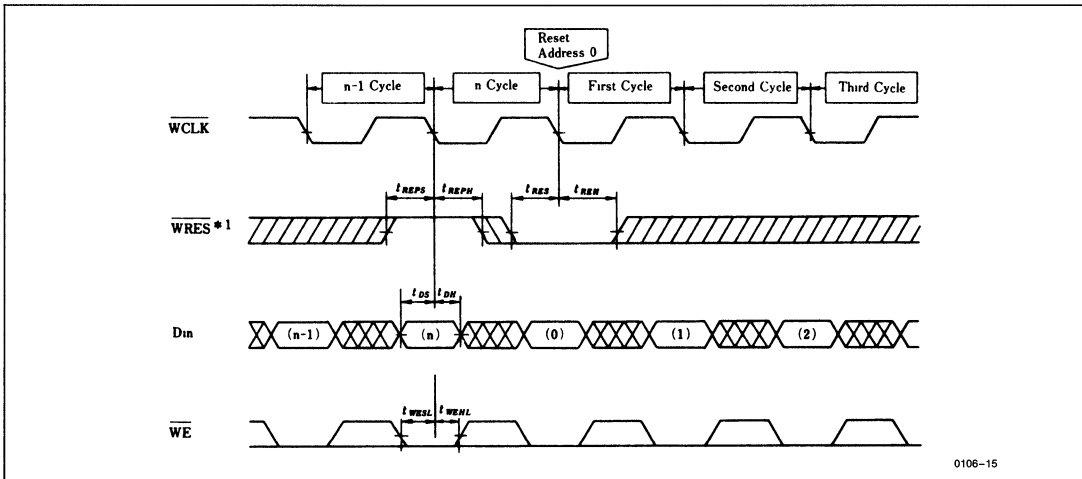 Reset
Address 0
n-1 Cycle
n Cycle
First Cycle
Second Cycle
Third Cycle
WCLK
tREPS
tREPH
tRES
tREN
WRES *1
tDS
tDH
Din
(n-1)
(n)
(0)
(1)
(2)
tWESL
tWEHL
WE
0106-15